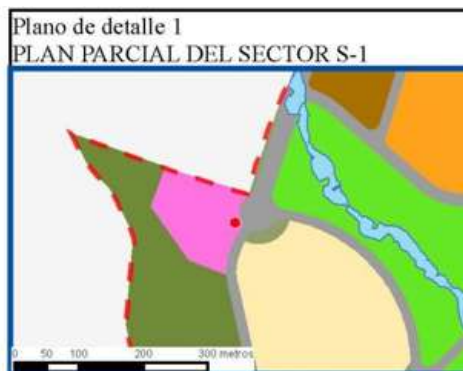 Plano de detalle 1
PLAN PARCIAL DEL SECTOR S-1
0 50 100 200 300 metros